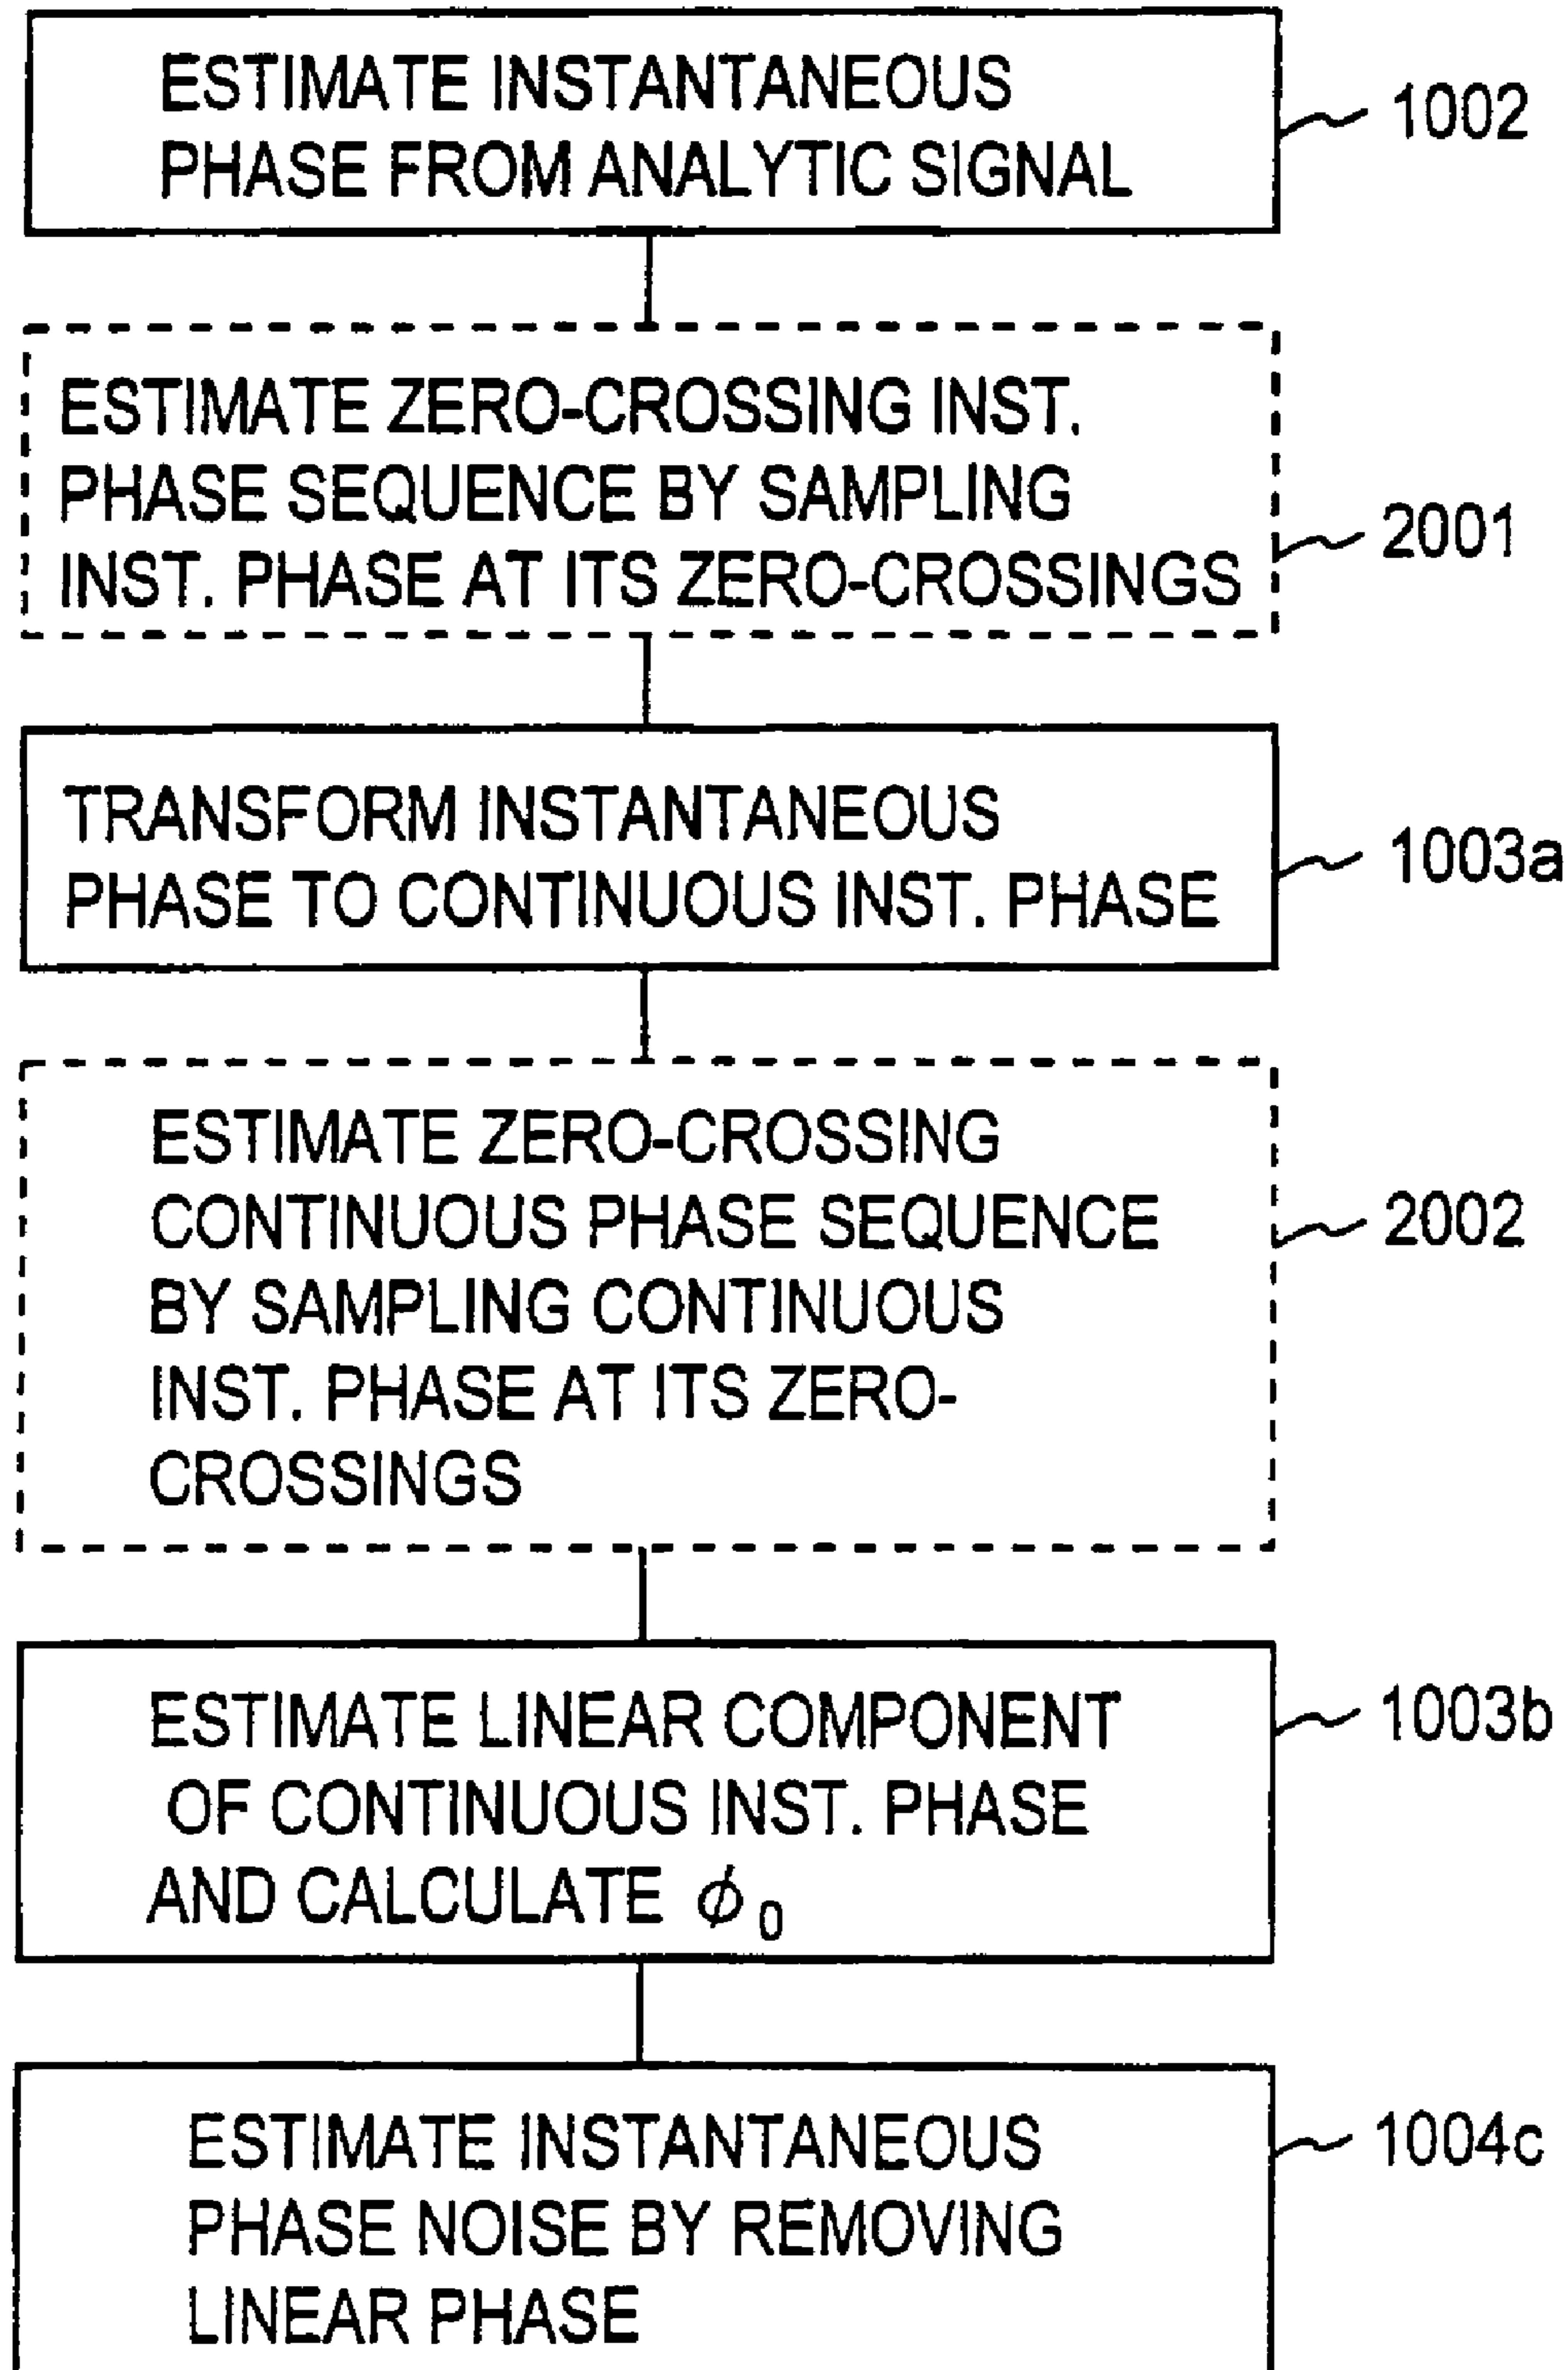 ESTIMATE INSTANTANEOUS
PHASE FROM ANALYTIC SIGNAL
1002
ESTIMATE ZERO-CROSSING INST.
PHASE SEQUENCE BY SAMPLING
INST. PHASE AT ITS ZERO-CROSSINGS
2001
TRANSFORM INSTANTANEOUS
PHASE TO CONTINUOUS INST. PHASE
1003a
ESTIMATE ZERO-CROSSING
CONTINUOUS PHASE SEQUENCE
BY SAMPLING CONTINUOUS
INST. PHASE AT ITS ZERO-
CROSSINGS
2002
ESTIMATE LINEAR COMPONENT
OF CONTINUOUS INST. PHASE
AND CALCULATE ϕ0
1003b
ESTIMATE INSTANTANEOUS
PHASE NOISE BY REMOVING
LINEAR PHASE
1004c